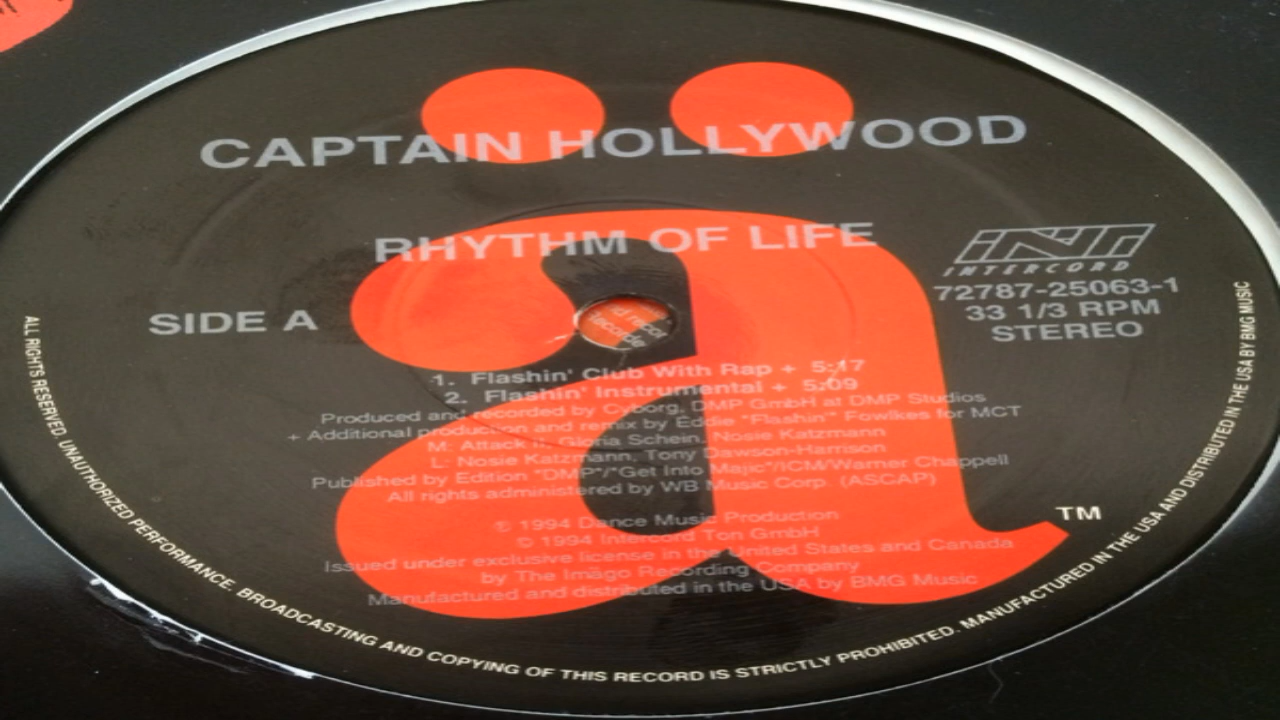 CAPTAIN HOLLYWOOD
RHYTHM OF LIFE
INT
INTERCORD
72787-25063-1
33 1/3 RPM
STEREO
SIDE A
1. Flashin' Club With Rap + 5:17
2. Flashin' Instrumental + 5:09
Produced and recorded by Cyborg, DMP GmbH at DMP Studios
+ Additional production and remix by Eddie "Flashin'" Fowlkes for MCT
M: Attack II, Gloria Schein, Nosie Katzmann
L: Nosie Katzmann, Tony Dawson-Harrison
Published by Edition "DMP"/"Get Into Majic"/ICM/Warner Chappell
All rights administered by WB Music Corp. (ASCAP)
℗ 1994 Dance Music Production
© 1994 Intercord Ton GmbH
Issued under exclusive license in the United States and Canada
by The Imägo Recording Company
Manufactured and distributed in the USA by BMG Music
ä
TM
ALL RIGHTS RESERVED. UNAUTHORIZED PERFORMANCE, BROADCASTING AND COPYING OF THIS RECORD IS STRICTLY PROHIBITED. MANUFACTURED IN THE USA AND DISTRIBUTED IN THE USA BY BMG MUSIC